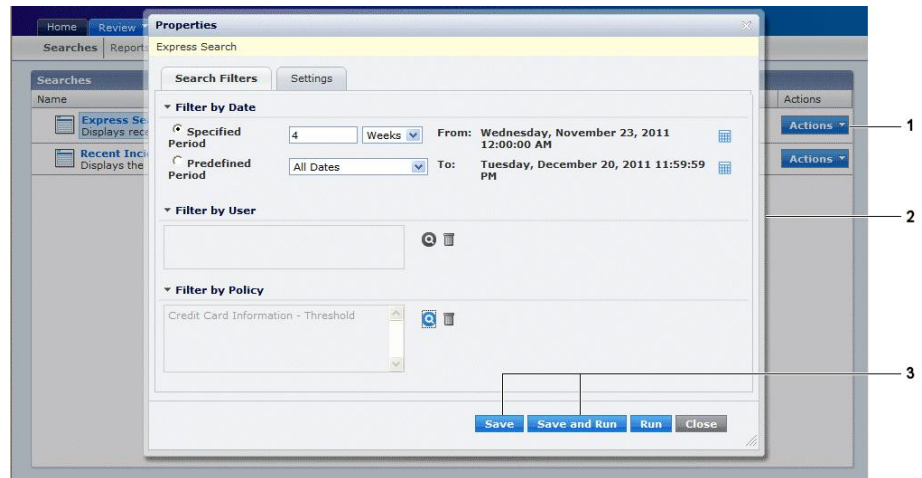 Home Review Properties
Searches Reports Express Search
Search Filters Settings
Searches
Name Actions
Filter by Date
Express Se
Displays rece
Actions
1
Specified Period
4 Weeks
From: Wednesday, November 23, 2011 12:00:00 AM
Recent Inci
Displays the
Actions
Predefined Period
All Dates
To: Tuesday, December 20, 2011 11:59:59 PM
Filter by User
2
Filter by Policy
Credit Card Information - Threshold
3
Save Save and Run Run Close